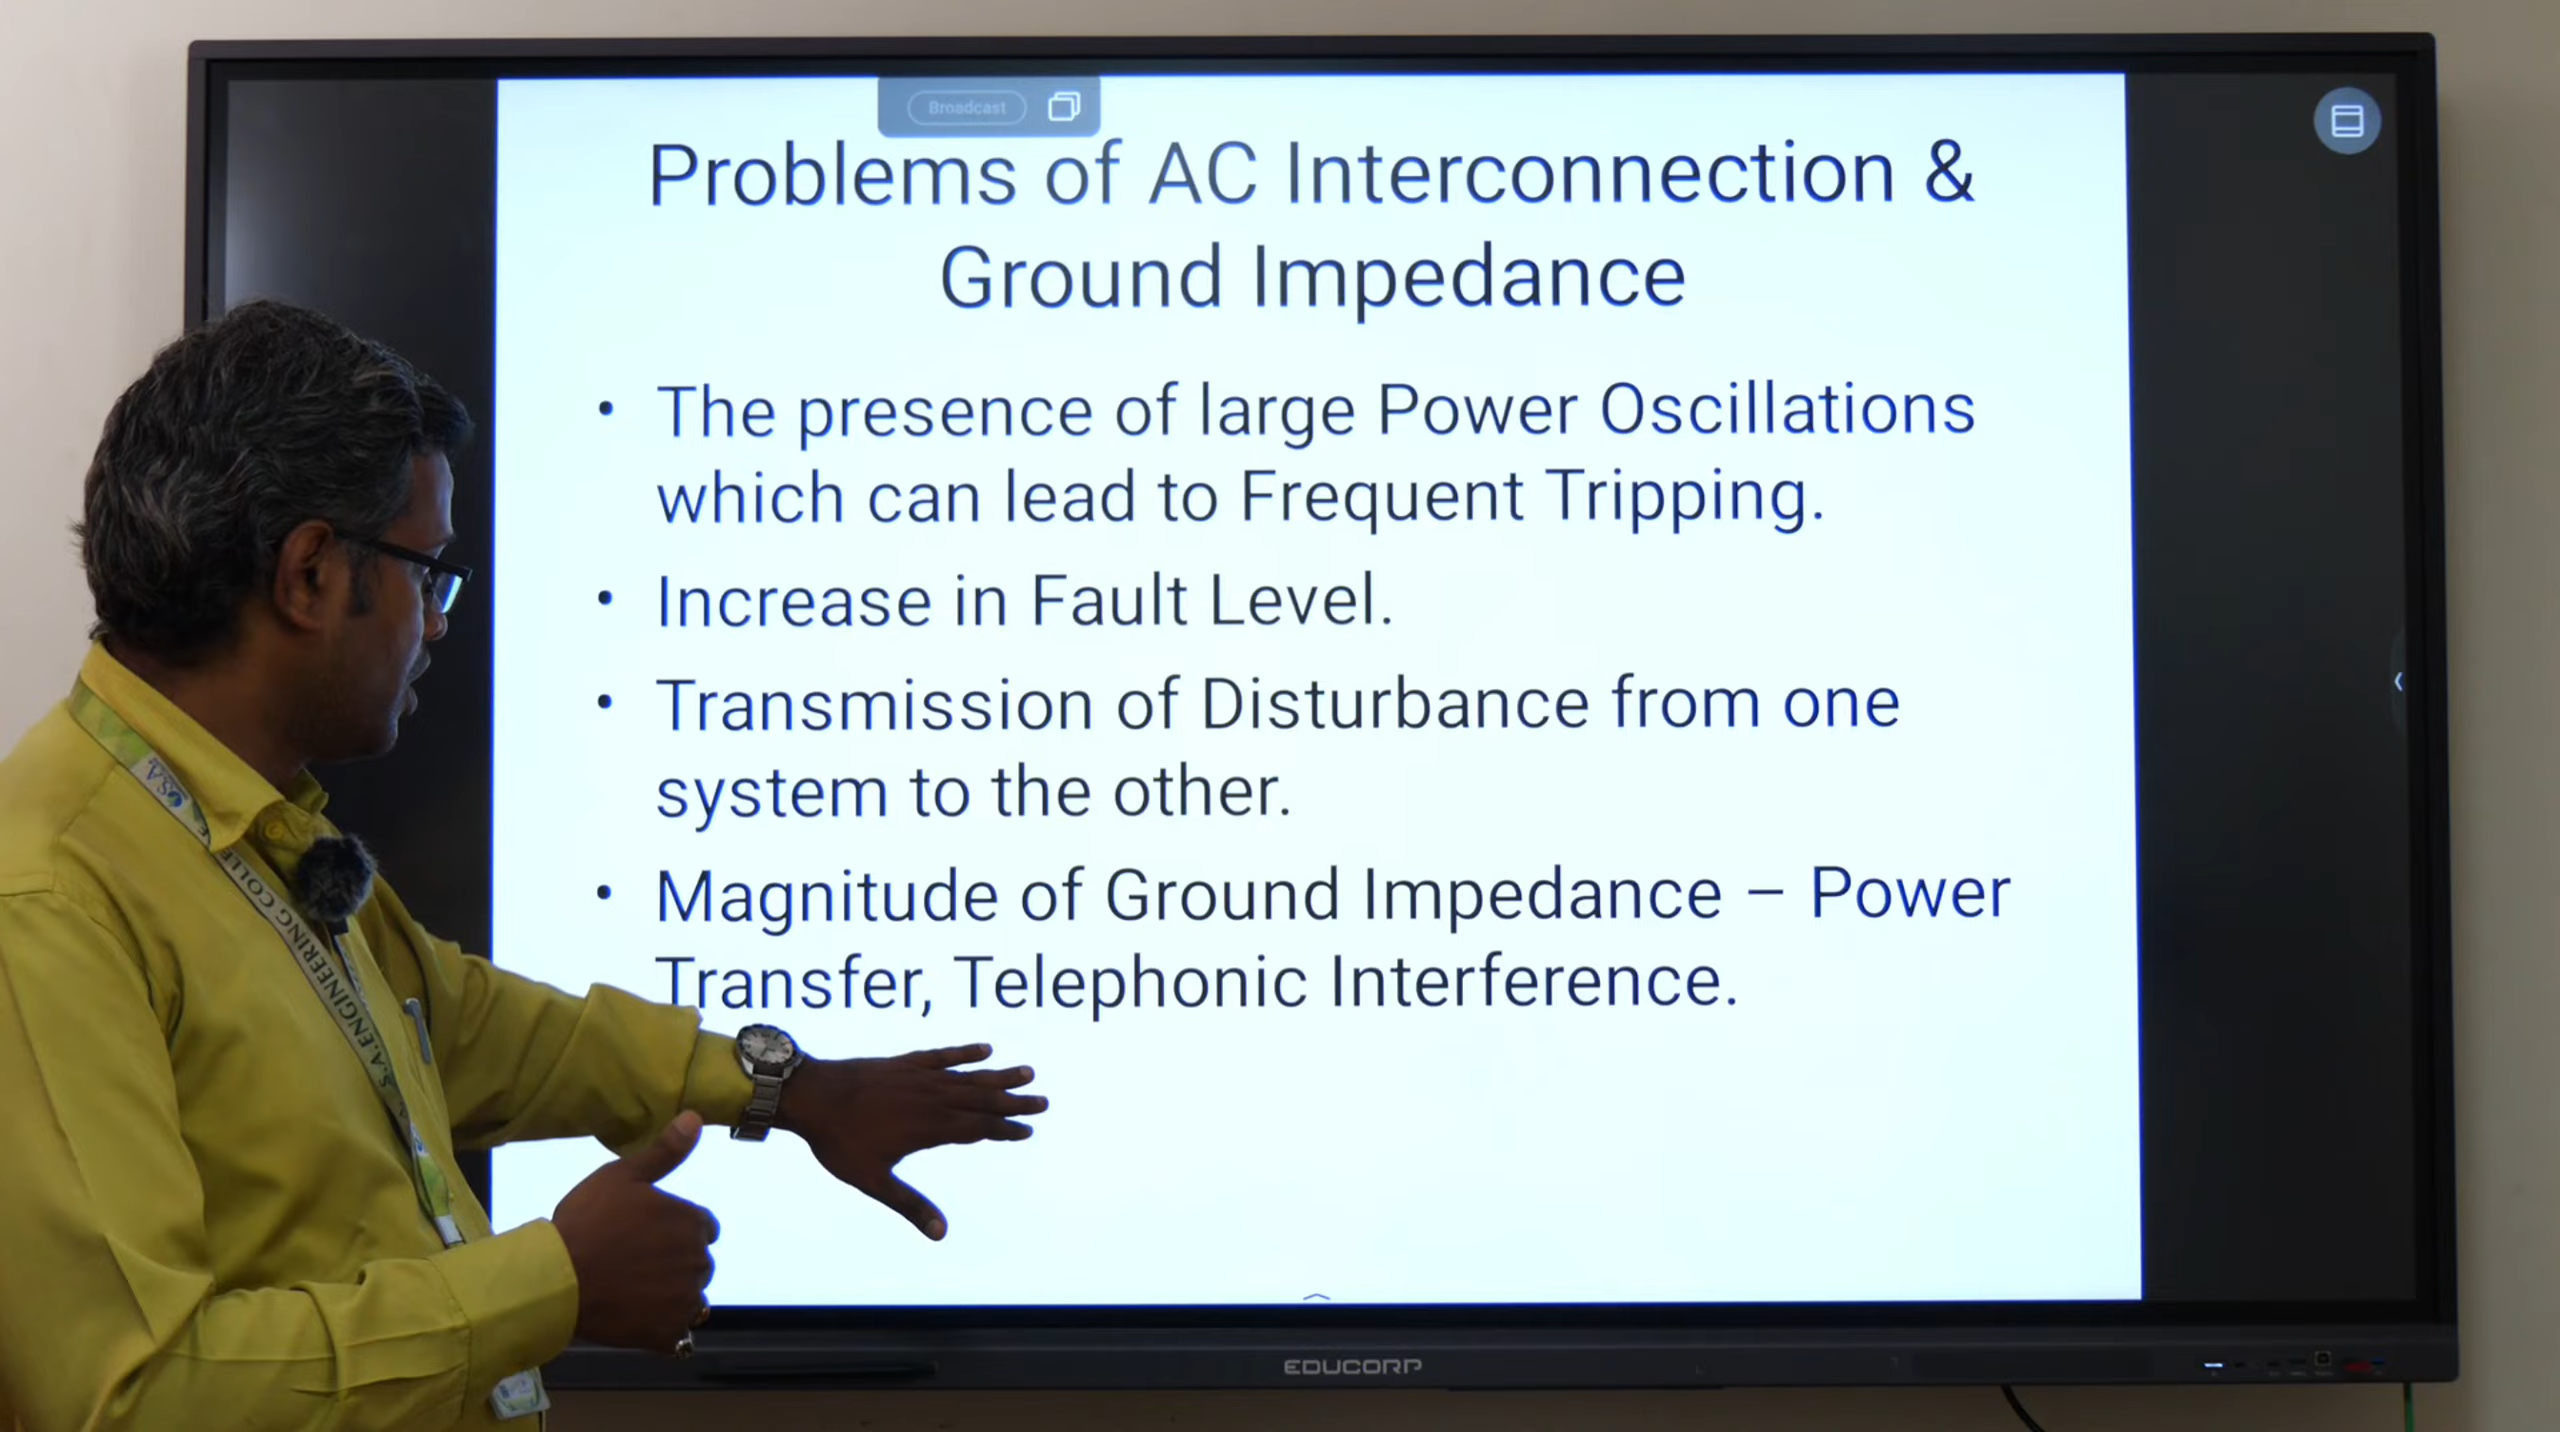 Broadcast
Problems of AC Interconnection &
Ground Impedance
• The presence of large Power Oscillations
which can lead to Frequent Tripping.
• Increase in Fault Level.
• Transmission of Disturbance from one
system to the other.
• Magnitude of Ground Impedance – Power
Transfer, Telephonic Interference.
S.A.
S.A.ENGINEERING COLLE
EDUCORP